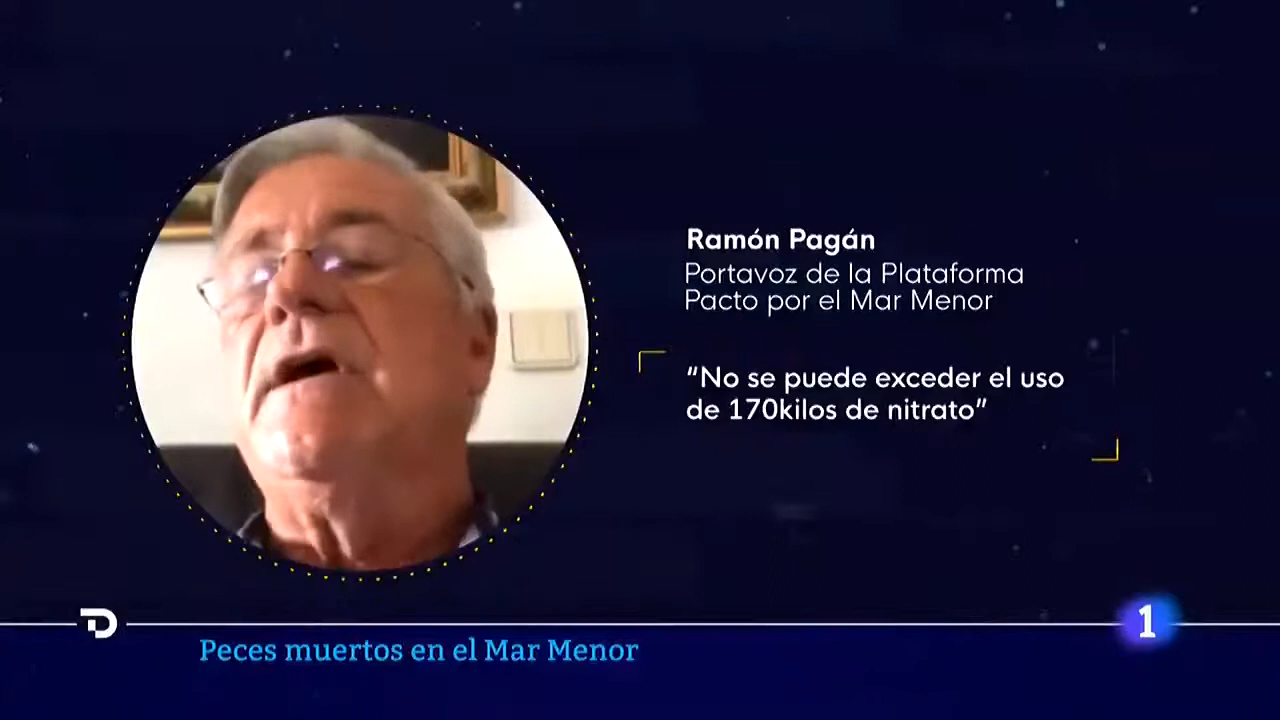 Ramón Pagán
Portavoz de la Plataforma
Pacto por el Mar Menor
“No se puede exceder el uso
de 170kilos de nitrato”
D
1
Peces muertos en el Mar Menor